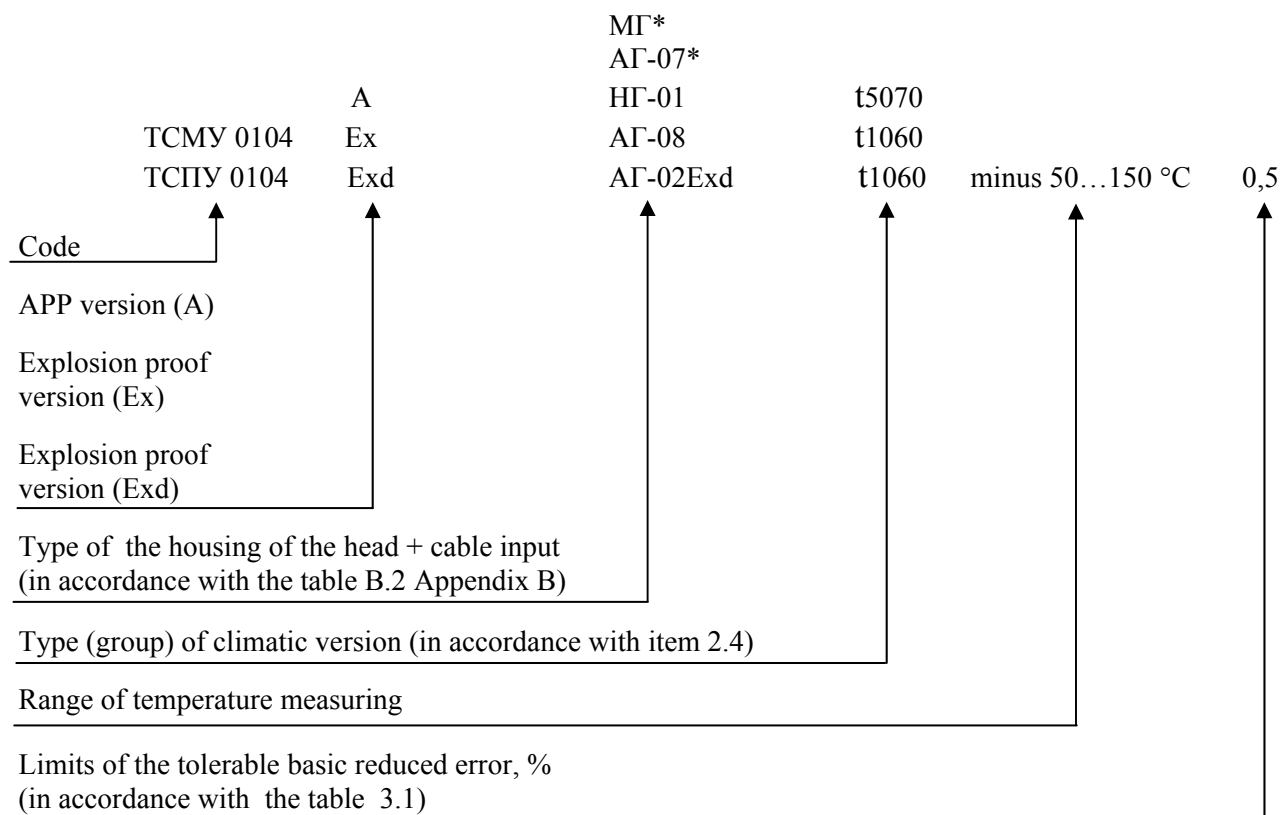 МГ*
АГ-07*
А НГ-01 t5070
ТСМУ 0104 Ех АГ-08 t1060
ТСПУ 0104 Exd АГ-02Exd t1060 minus 50…150 °С 0,5
Code
APP version (A)
Explosion proof
version (Ex)
Explosion proof
version (Exd)
Type of the housing of the head + cable input
(in accordance with the table B.2 Appendix B)
Type (group) of climatic version (in accordance with item 2.4)
Range of temperature measuring
Limits of the tolerable basic reduced error, %
(in accordance with the table 3.1)